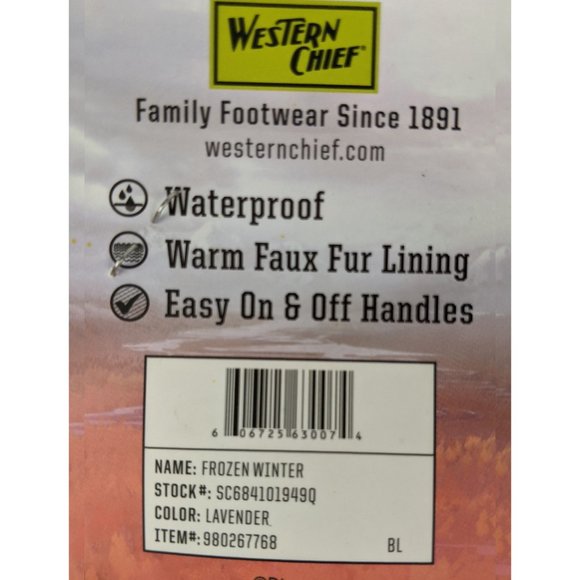 WESTERN
CHIEF®
Family Footwear Since 1891
westernchief.com
Waterproof
Warm Faux Fur Lining
Easy On & Off Handles
6 06725 63007 4
NAME: FROZEN WINTER
STOCK#: SC684101949Q
COLOR: LAVENDER
ITEM#: 980267768 BL